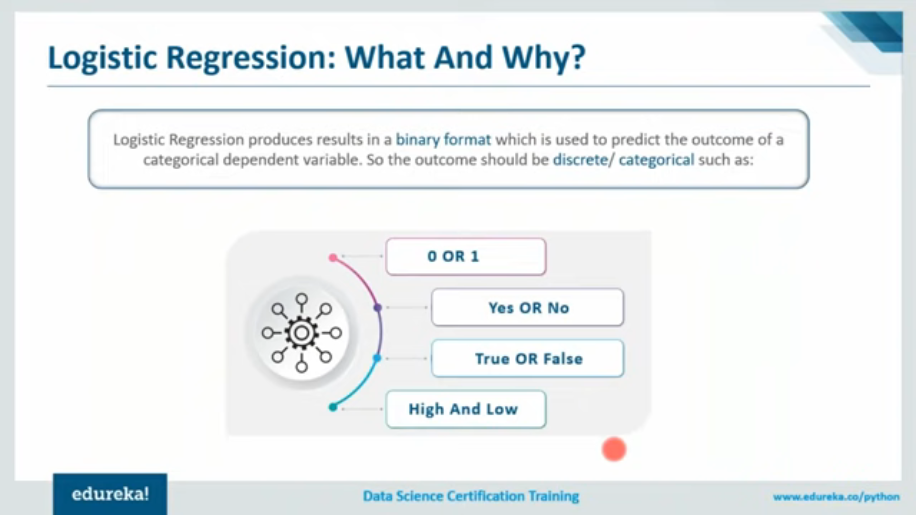 Logistic Regression: What And Why?
Logistic Regression produces results in a binary format which is used to predict the outcome of a
categorical dependent variable. So the outcome should be discrete/ categorical such as:
0 OR 1
Yes OR No
True OR False
High And Low
edureka!
Data Science Certification Training
www.edureka.co/python